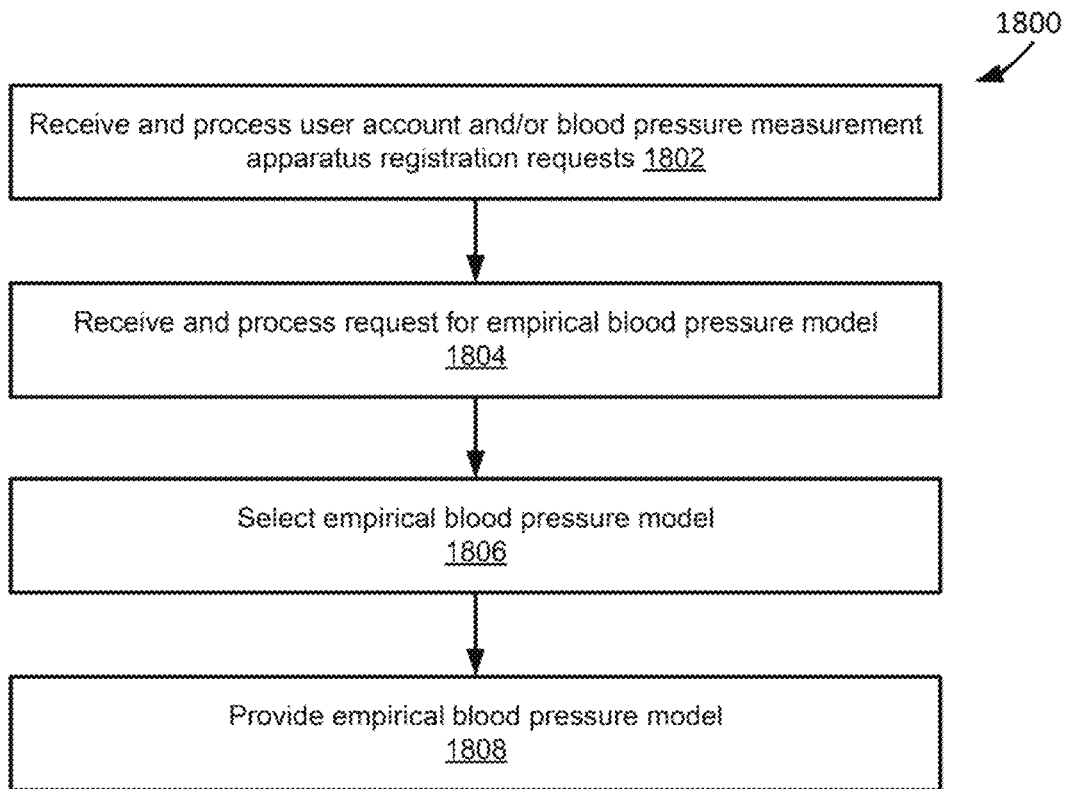 1800
Receive and process user account and/or blood pressure measurement
apparatus registration requests 1802
Receive and process request for empirical blood pressure model
1804
Select empirical blood pressure model
1806
Provide empirical blood pressure model
1808